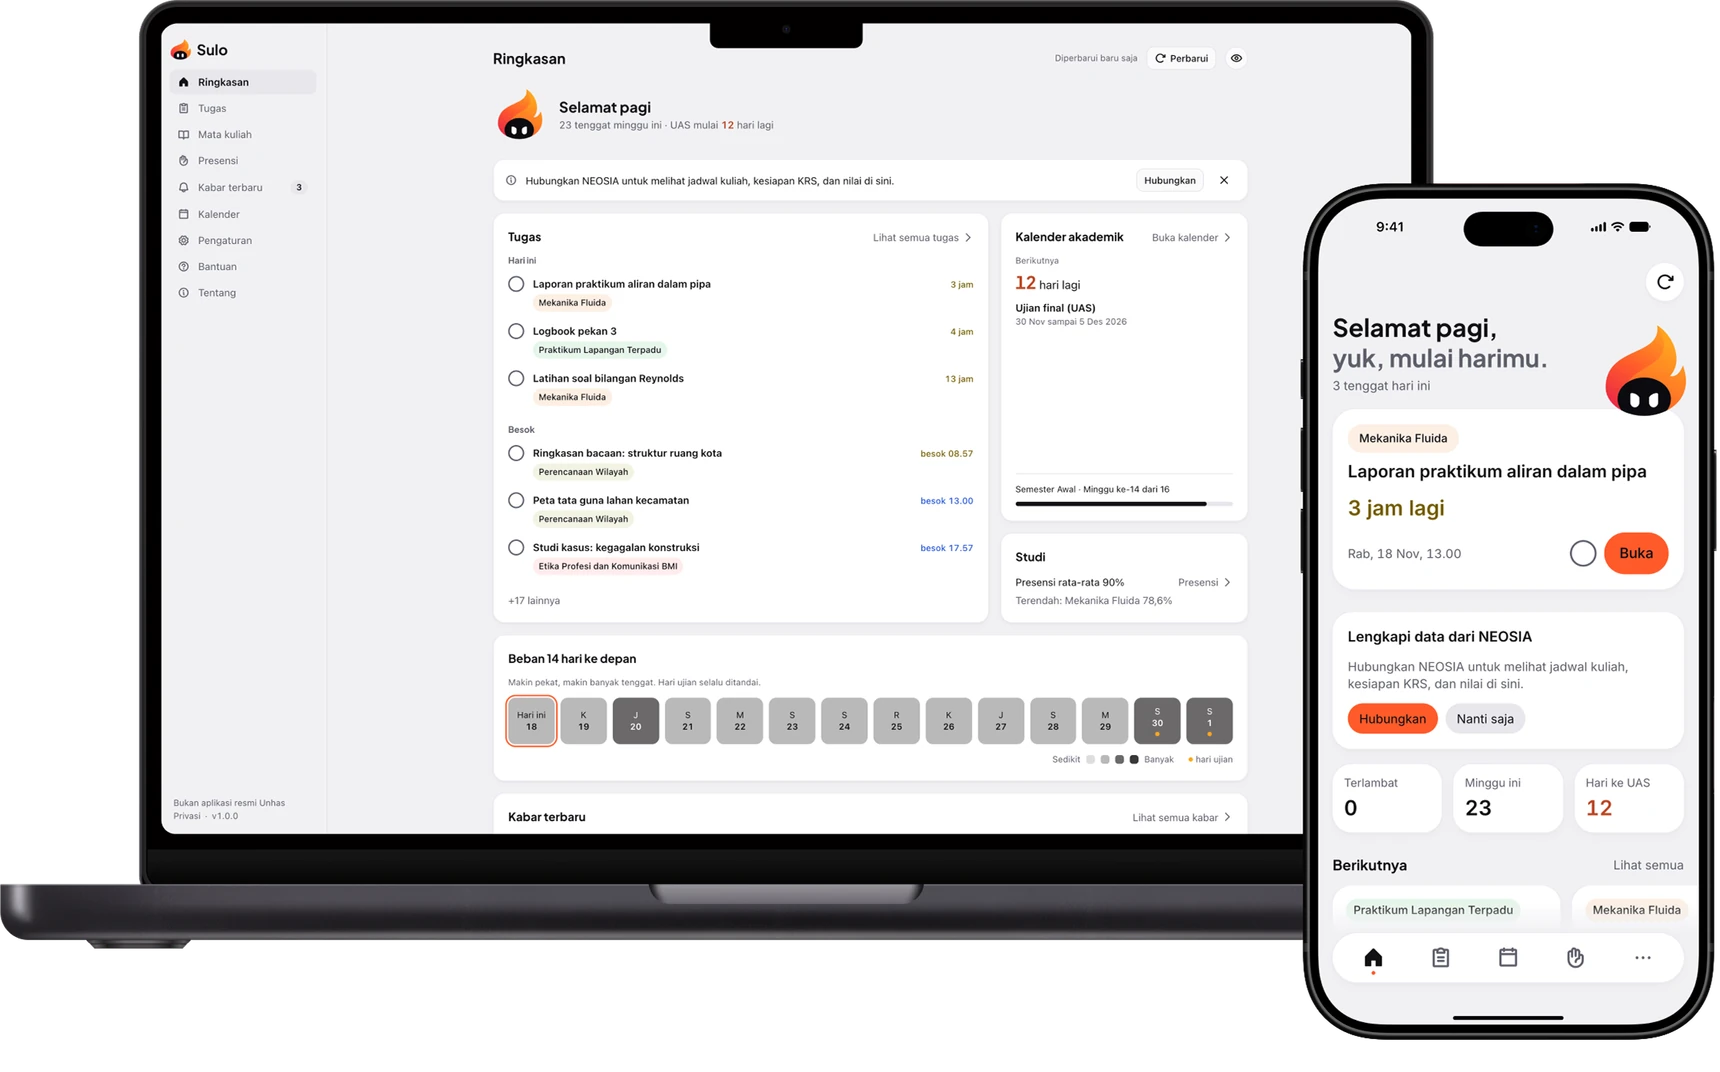 Sulo
Ringkasan
Tugas
Mata kuliah
Presensi
Kabar terbaru 3
Kalender
Pengaturan
Bantuan
Tentang
Bukan aplikasi resmi Unhas
Privasi · v1.0.0
Ringkasan
Diperbarui baru saja
Perbarui
Selamat pagi
23 tenggat minggu ini · UAS mulai 12 hari lagi
Hubungkan NEOSIA untuk melihat jadwal kuliah, kesiapan KRS, dan nilai di sini.
Hubungkan
Tugas
Lihat semua tugas
Hari ini
Laporan praktikum aliran dalam pipa
3 jam
Mekanika Fluida
Logbook pekan 3
4 jam
Praktikum Lapangan Terpadu
Latihan soal bilangan Reynolds
13 jam
Mekanika Fluida
Besok
Ringkasan bacaan: struktur ruang kota
besok 08.57
Perencanaan Wilayah
Peta tata guna lahan kecamatan
besok 13.00
Perencanaan Wilayah
Studi kasus: kegagalan konstruksi
besok 17.57
Etika Profesi dan Komunikasi BMI
+17 lainnya
Kalender akademik
Buka kalender
Berikutnya
12 hari lagi
Ujian final (UAS)
30 Nov sampai 5 Des 2026
Semester Awal · Minggu ke-14 dari 16
Studi
Presensi rata-rata 90%
Presensi
Terendah: Mekanika Fluida 78,6%
Beban 14 hari ke depan
Makin pekat, makin banyak tenggat. Hari ujian selalu ditandai.
Hari ini K J S M S S R K J S M S S
18 19 20 21 22 23 24 25 26 27 28 29 30 1
Sedikit Banyak hari ujian
Kabar terbaru
Lihat semua kabar
9:41
Selamat pagi,
yuk, mulai harimu.
3 tenggat hari ini
Mekanika Fluida
Laporan praktikum aliran dalam pipa
3 jam lagi
Rab, 18 Nov, 13.00
Buka
Lengkapi data dari NEOSIA
Hubungkan NEOSIA untuk melihat jadwal kuliah,
kesiapan KRS, dan nilai di sini.
Hubungkan
Nanti saja
Terlambat
0
Minggu ini
23
Hari ke UAS
12
Berikutnya
Lihat semua
Praktikum Lapangan Terpadu
Mekanika Fluida